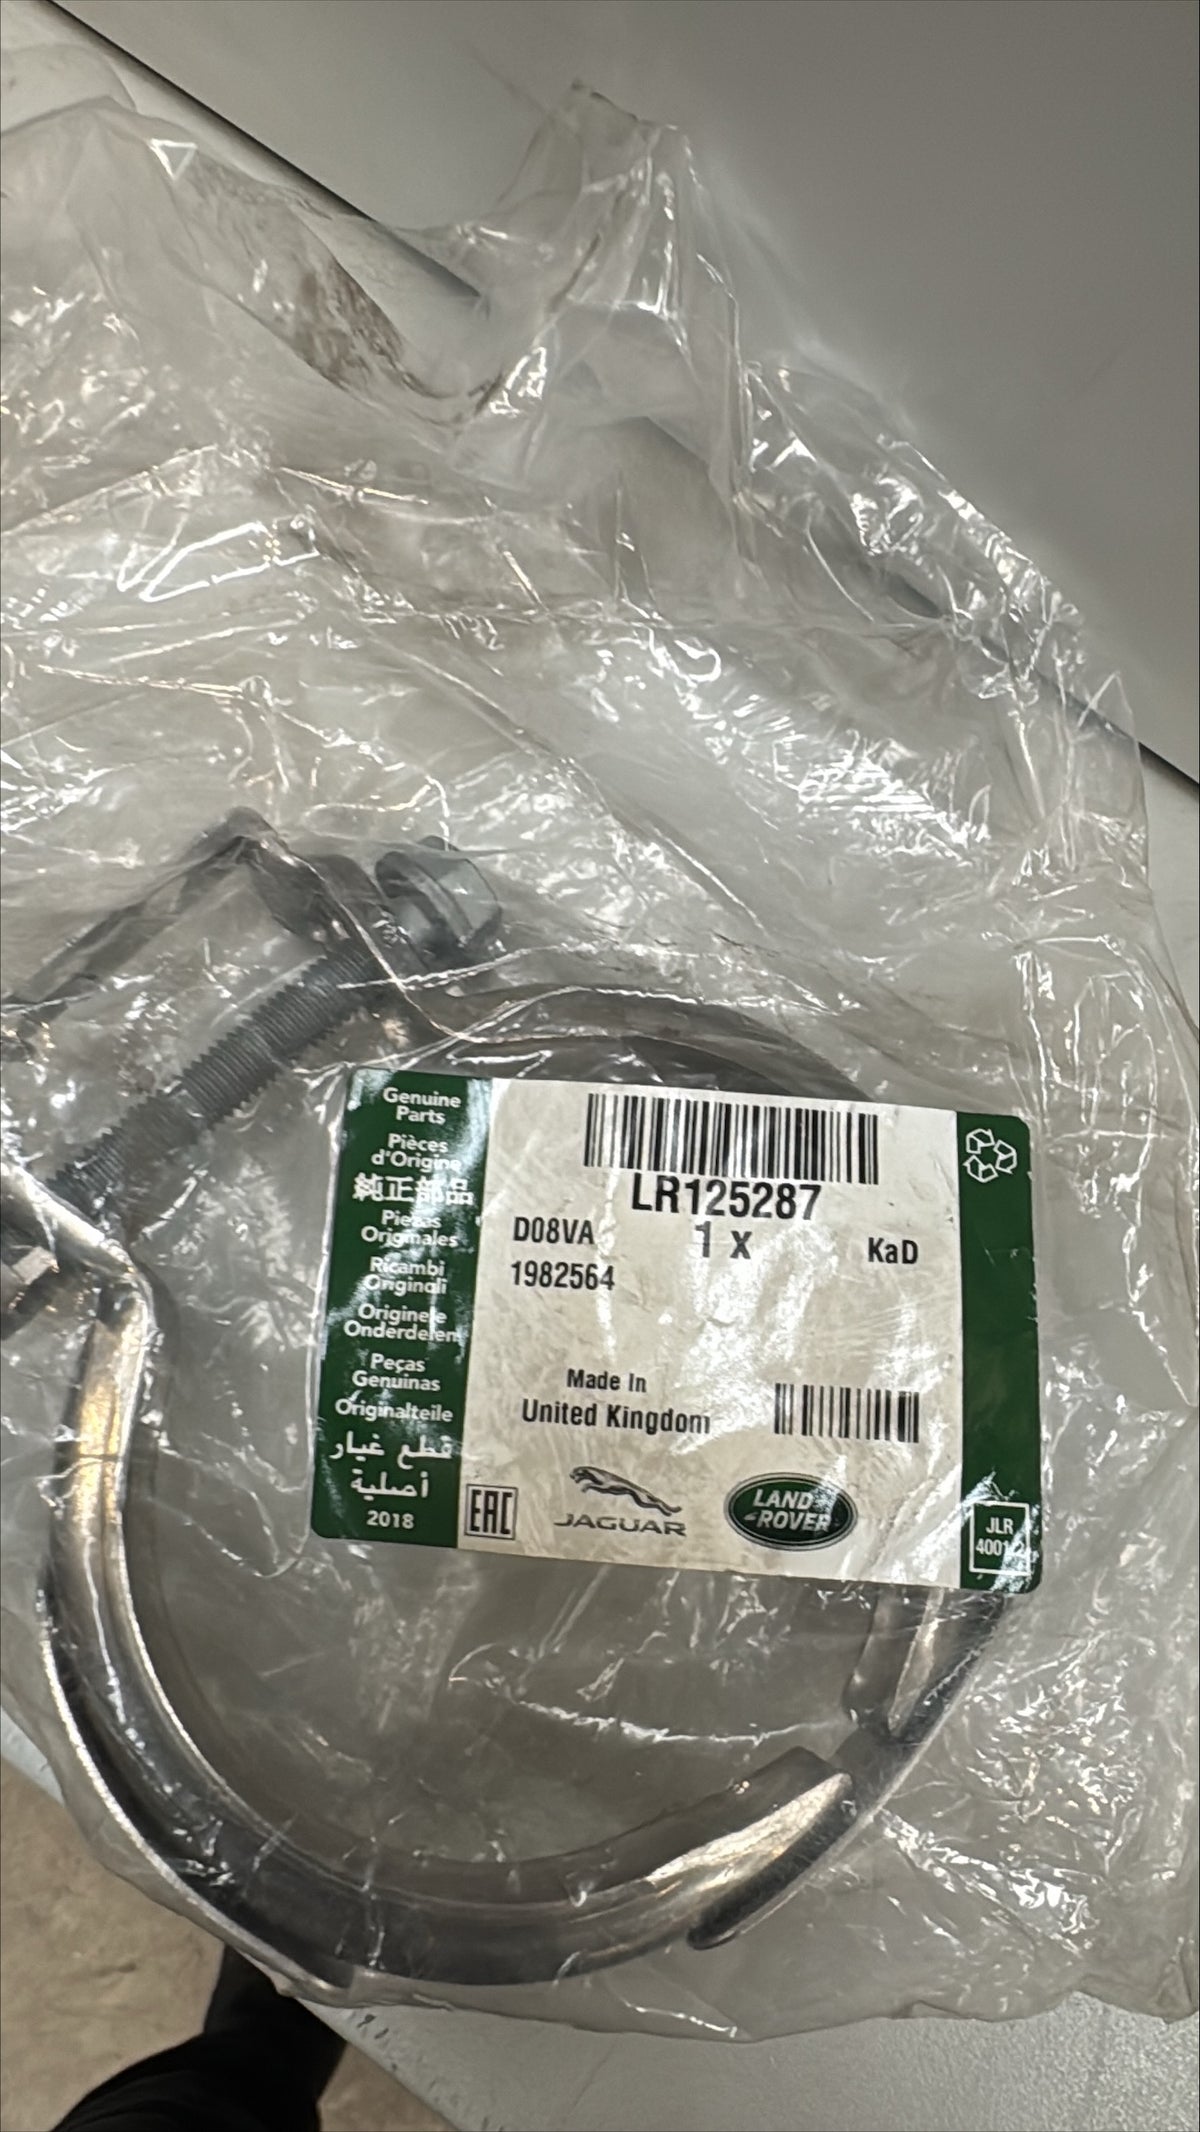 Genuine
Parts
Pièces
d'Origine
純正部品
Piezas
Originales
Ricambi
Originali
Originele
Onderdelen
Peças
Genuinas
Originalteile
قطع غيار
أصلية
2018
LR125287
D08VA
1 x
KaD
1982564
Made In
United Kingdom
EAC
JAGUAR
LAND
ROVER
JLR